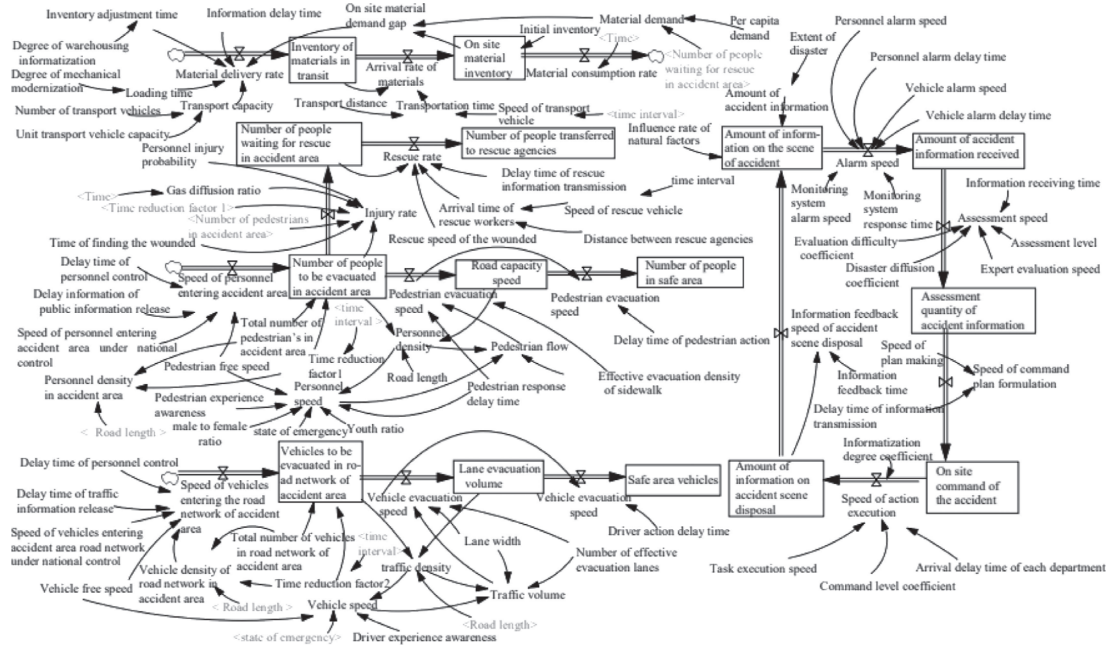 Inventory adjustment time
Information delay time
On site material
demand gap
Material demand
Per capita
demand
Personnel alarm speed
Initial inventory
<Time>
Extent of
disaster
Degree of warehousing
informatization
Inventory of
materials in
transit
On site
material
inventory
<Number of people
waiting for rescue
in accident area>
Personnel alarm delay time
Degree of mechanical
modernization
Material delivery rate
Arrival rate of
materials
Material consumption rate
Loading time
Vehicle alarm speed
Amount of
accident information
Number of transport vehicles
Transport capacity
Transport distance
Transportation time
Speed of transport
vehicle
<time interval>
Vehicle alarm delay time
Unit transport vehicle capacity
Number of people
waiting for rescue
in accident area
Number of people transferred
to rescue agencies
Influence rate of
natural factors
Amount of inform-
ation on the scene
of accident
Amount of accident
information received
Personnel injury
probability
Rescue rate
Alarm speed
Delay time of rescue
information transmission
time interval
Monitoring
system
alarm speed
Monitoring
system
response time
Information receiving time
<Time>
Gas diffusion ratio
<Time reduction factor 1>
<Number of pedestrians
in accident area>
Injury rate
Arrival time of
rescue workers
Speed of rescue vehicle
Assessment speed
Time of finding the wounded
Rescue speed of the wounded
Distance between rescue agencies
Evaluation difficulty
coefficient
Assessment level
Delay time of
personnel control
Speed of personnel
entering accident area
Number of people
to be evacuated
in accident area
Road capacity
speed
Number of people
in safe area
Disaster diffusion
coefficient
Expert evaluation speed
Delay information of
public information release
Pedestrian evacuation
speed
Pedestrian evacuation
speed
Assessment
quantity of
accident information
<time
interval >
Speed of personnel entering
accident area under national
control
Total number of
pedestrian's in
accident area
Personnel
density
Delay time of pedestrian action
Information feedback
speed of accident
scene disposal
Pedestrian free speed
Time reduction
factor1
Pedestrian flow
Speed of
plan making
Speed of command
plan formulation
Personnel density
in accident area
Personnel
speed
Road length
Pedestrian response
delay time
Effective evacuation density
of sidewalk
Information
feedback time
Pedestrian experience
awareness
Delay time of information
transmission
< Road length >
male to female
ratio
state of emergency
Youth ratio
Informatization
degree coefficient
Delay time of personnel control
Speed of vehicles
entering the road
network of accident
area
Vehicles to be
evacuated in ro-
ad network of
accident area
Lane evacuation
volume
Safe area vehicles
Amount of
information on
accident scene
disposal
On site
command of
the accident
Delay time of traffic
information release
Vehicle evacuation
speed
Vehicle evacuation
speed
Speed of action
execution
Speed of vehicles entering
accident area road network
under national control
Total number of vehicles
in road network of
accident area
<time
interval>
Driver action delay time
Lane width
Number of effective
evacuation lanes
Vehicle density of
road network in
accident area
traffic density
Task execution speed
Arrival delay time of each department
Vehicle free speed
Time reduction factor2
Traffic volume
Command level coefficient
< Road length>
Vehicle speed
<Road length>
<state of emergency>
Driver experience awareness